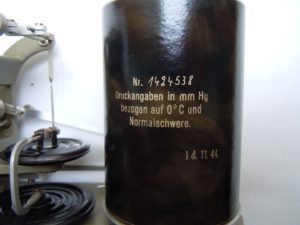 Nr. 1424538
Druckangaben in mm Hg
bezogen auf 0°C und
Normalschwere.
14. 11. 44.